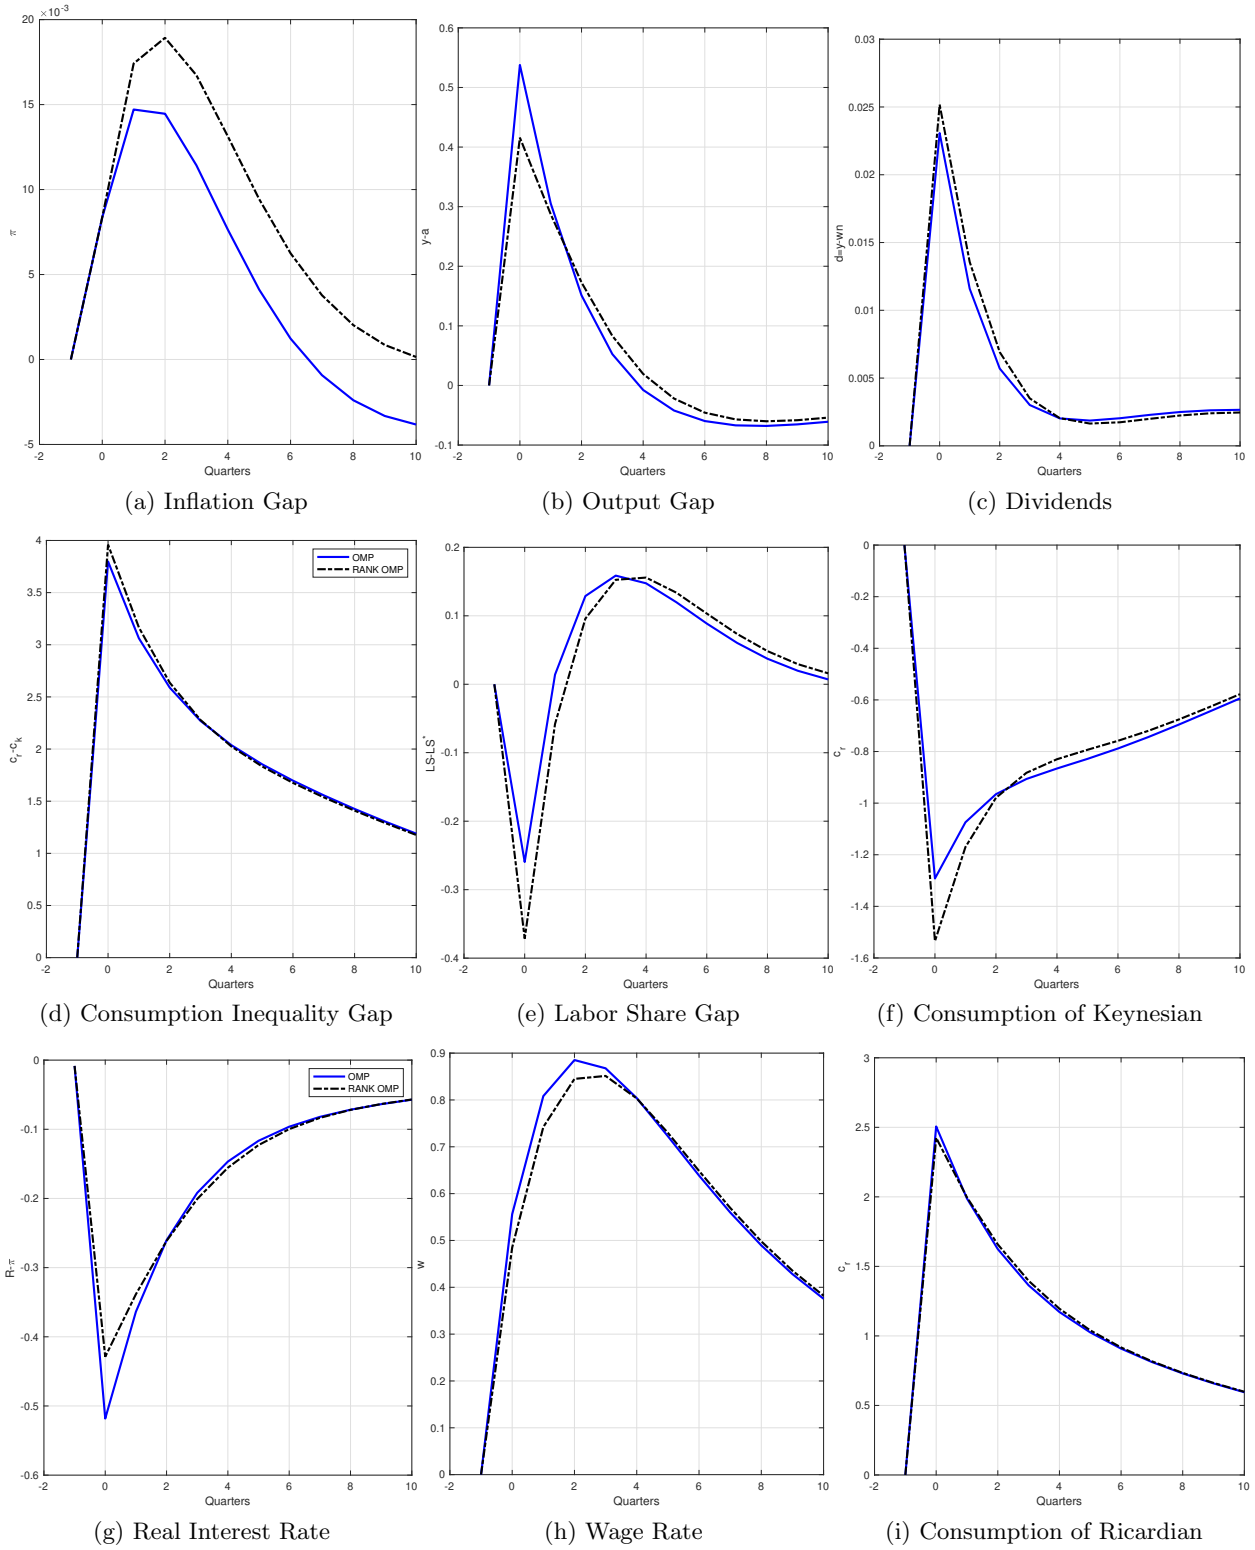 ×10⁻³
20
15
10
5
0
-5
π
-2 0 2 4 6 8 10
Quarters
(a) Inflation Gap
0.6
0.5
0.4
0.3
0.2
0.1
0
-0.1
y-a
-2 0 2 4 6 8 10
Quarters
(b) Output Gap
0.03
0.025
0.02
0.015
0.01
0.005
0
d=y-wn
-2 0 2 4 6 8 10
Quarters
(c) Dividends
4
3.5
3
2.5
2
1.5
1
0.5
0
c_r-c_k
OMP
RANK OMP
-2 0 2 4 6 8 10
Quarters
(d) Consumption Inequality Gap
0.2
0.1
0
-0.1
-0.2
-0.3
-0.4
LS-LS*
-2 0 2 4 6 8 10
Quarters
(e) Labor Share Gap
0
-0.2
-0.4
-0.6
-0.8
-1
-1.2
-1.4
-1.6
c_r
-2 0 2 4 6 8 10
Quarters
(f) Consumption of Keynesian
0
-0.1
-0.2
-0.3
-0.4
-0.5
-0.6
R-π
OMP
RANK OMP
-2 0 2 4 6 8 10
Quarters
(g) Real Interest Rate
0.9
0.8
0.7
0.6
0.5
0.4
0.3
0.2
0.1
0
w
-2 0 2 4 6 8 10
Quarters
(h) Wage Rate
3
2.5
2
1.5
1
0.5
0
c_r
-2 0 2 4 6 8 10
Quarters
(i) Consumption of Ricardian